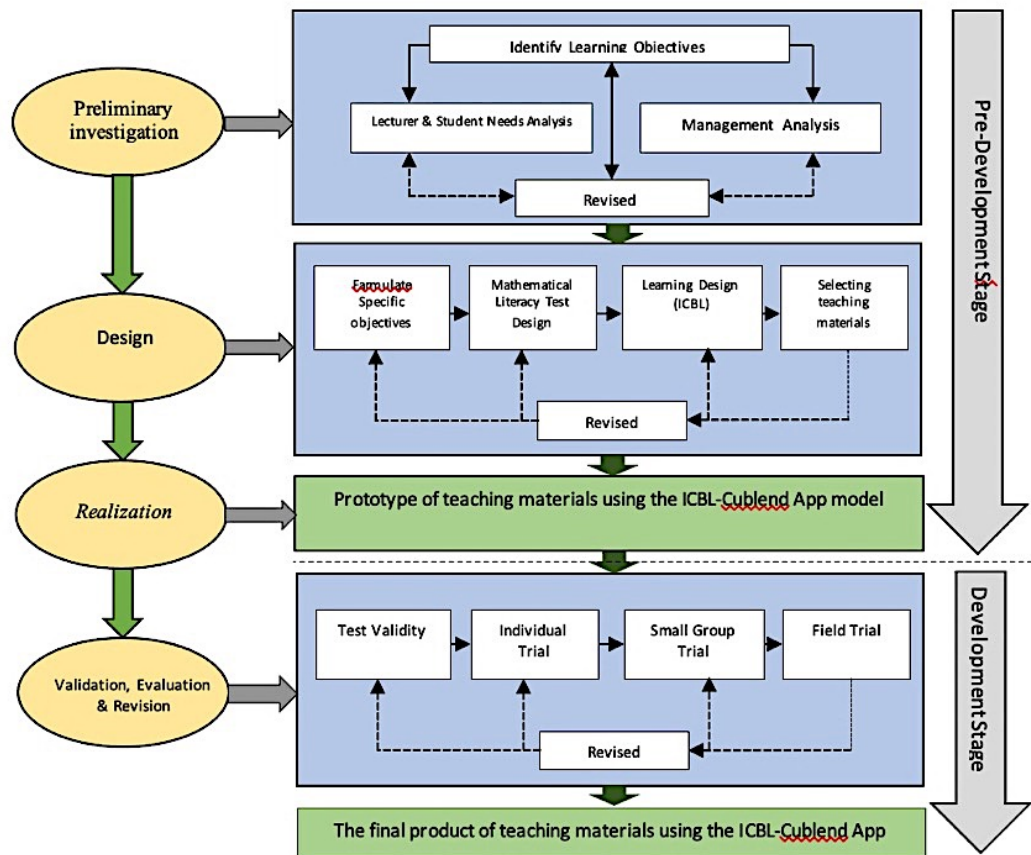 Preliminary
investigation
Identify Learning Objectives
Lecturer & Student Needs Analysis
Management Analysis
Revised
Pre-Development Stage
Design
Farmulate
Specific
objectives
Mathematical
Literacy Test
Design
Learning Design
(ICBL)
Selecting
teaching
materials
Revised
Realization
Prototype of teaching materials using the ICBL-Cublend App model
Validation, Evaluation
& Revision
Test Validity
Individual
Trial
Small Group
Trial
Field Trial
Revised
Development Stage
The final product of teaching materials using the ICBL-Cublend App